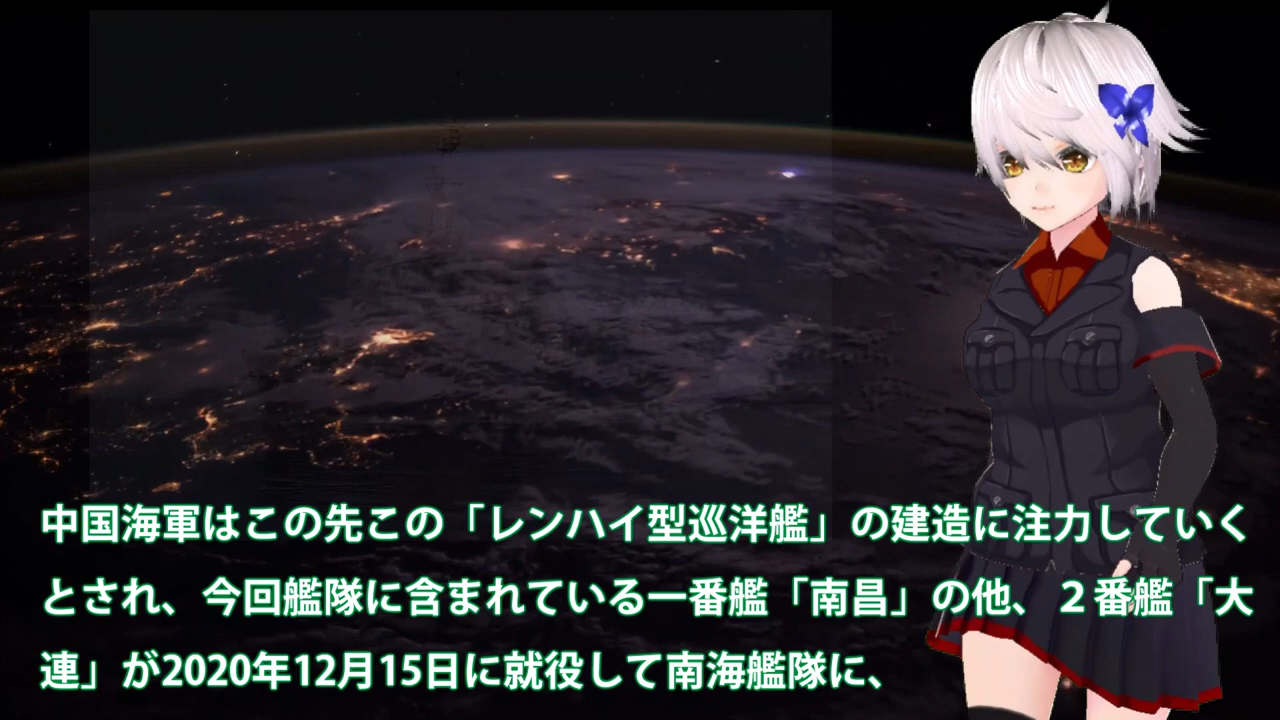 中国海軍はこの先この「レンハイ型巡洋艦」の建造に注力していく
とされ、今回艦隊に含まれている一番艦「南昌」の他、２番艦「大
連」が2020年12月15日に就役して南海艦隊に、